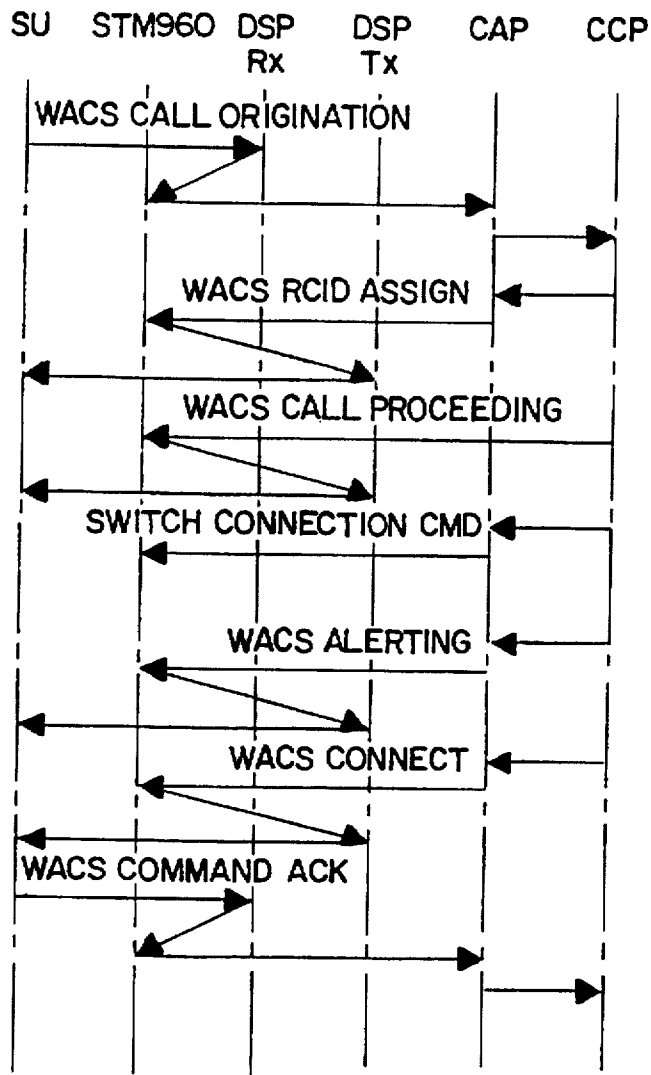 SU STM960 DSP Rx DSP Tx CAP CCP
WACS CALL ORIGINATION
WACS RCID ASSIGN
WACS CALL PROCEEDING
SWITCH CONNECTION CMD
WACS ALERTING
WACS CONNECT
WACS COMMAND ACK